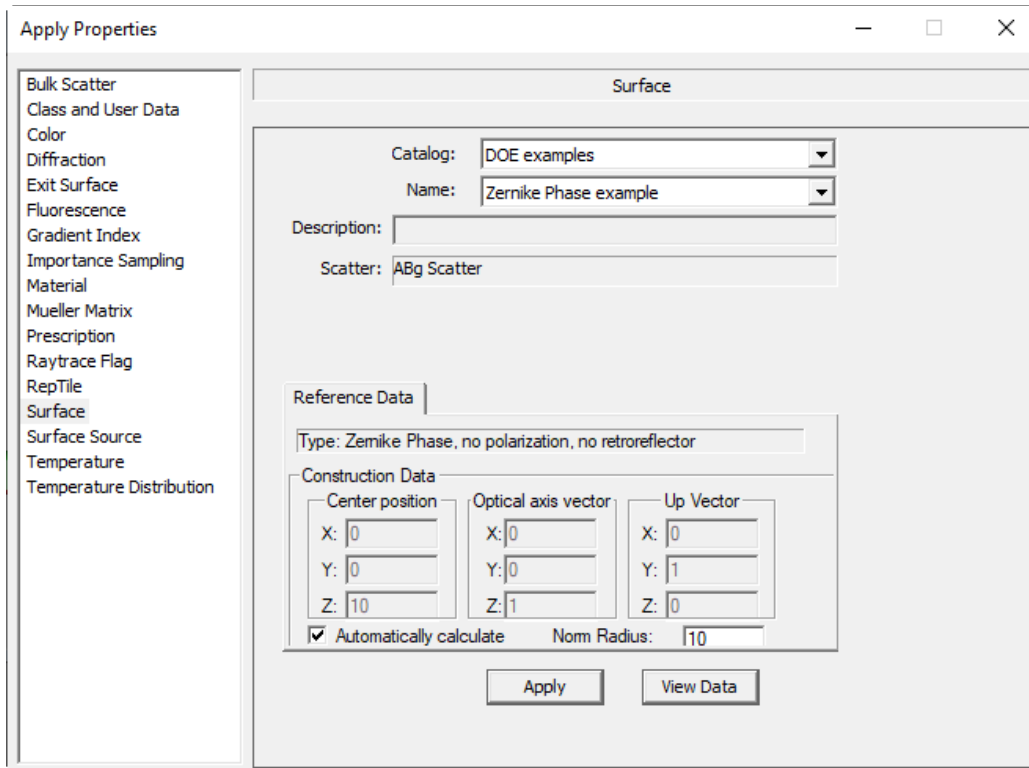 Apply Properties
Bulk Scatter
Class and User Data
Color
Diffraction
Exit Surface
Fluorescence
Gradient Index
Importance Sampling
Material
Mueller Matrix
Prescription
Raytrace Flag
RepTile
Surface
Surface Source
Temperature
Temperature Distribution
Surface
Catalog: DOE examples
Name: Zernike Phase example
Description:
Scatter: ABg Scatter
Reference Data
Type: Zernike Phase, no polarization, no retroreflector
Construction Data
Center position Optical axis vector Up Vector
X: 0 X: 0 X: 0
Y: 0 Y: 0 Y: 1
Z: 10 Z: 1 Z: 0
Automatically calculate Norm Radius: 10
Apply View Data